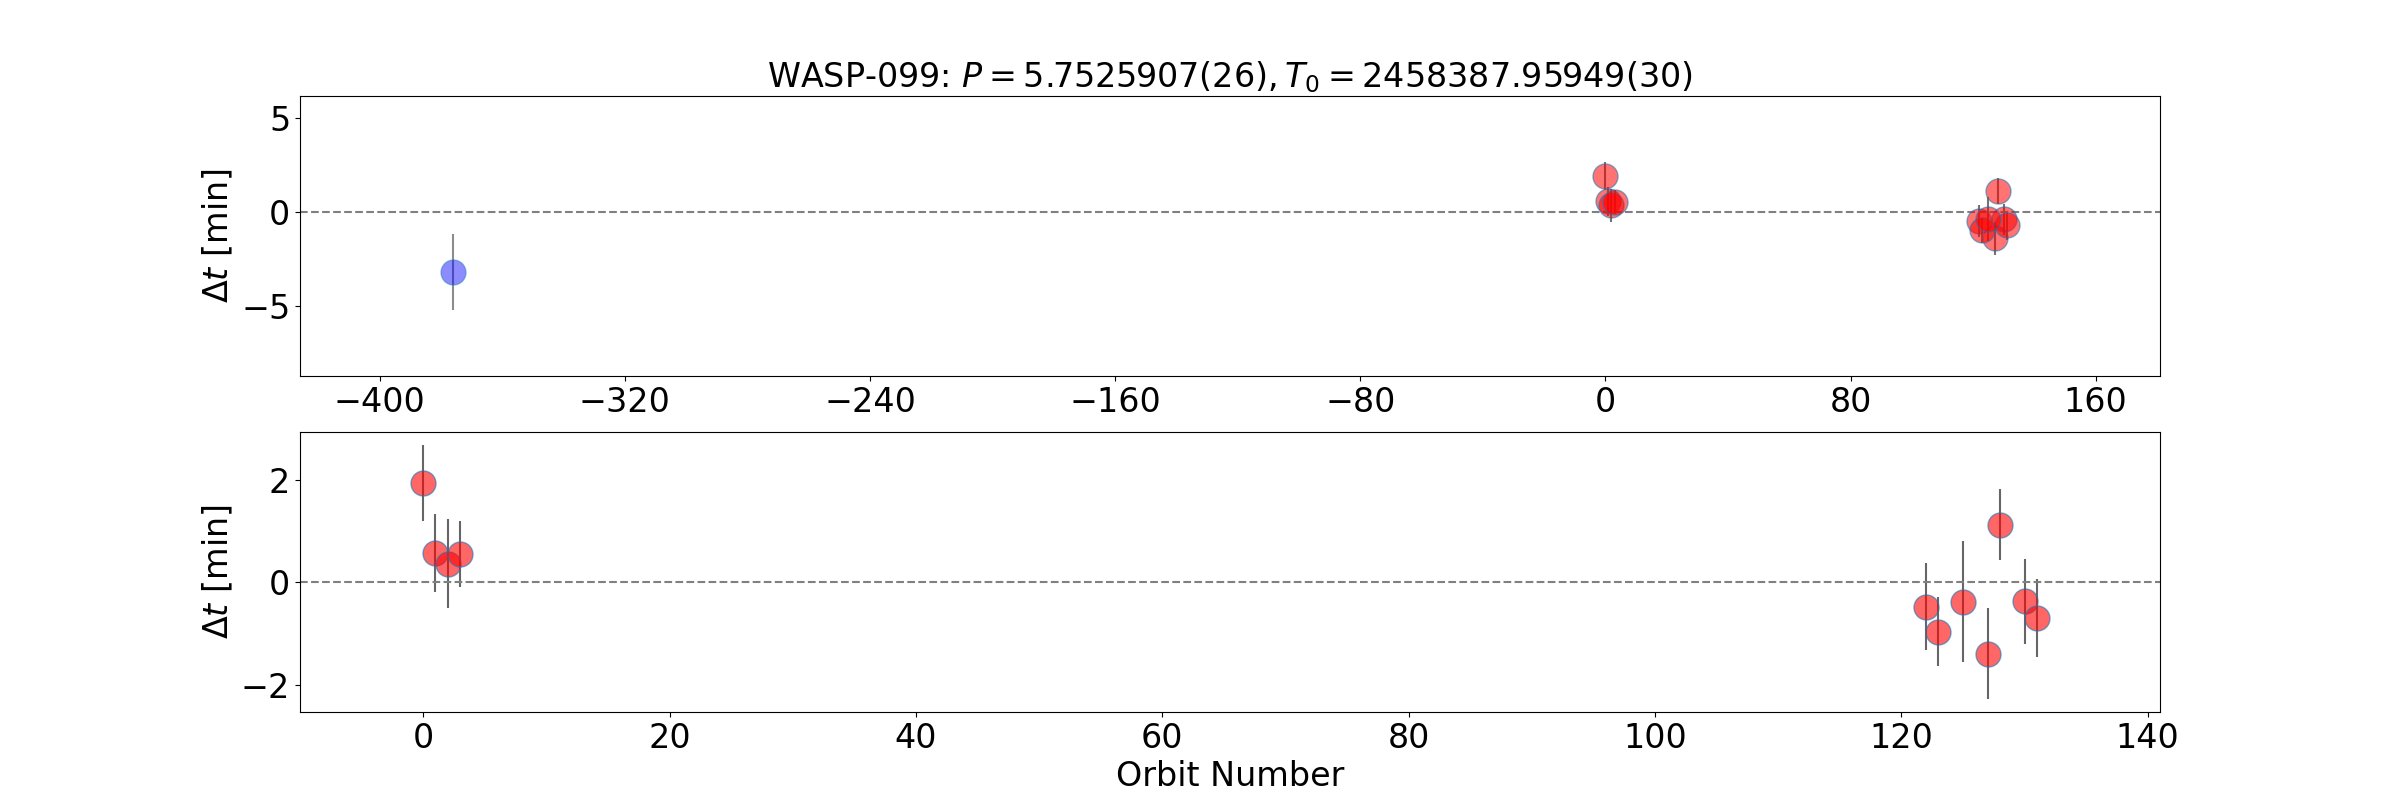 WASP-099: P = 5.7525907(26), T₀ = 2458387.95949(30)
Δt [min]
5
0
−5
−400 −320 −240 −160 −80 0 80 160
Δt [min]
2
0
−2
0 20 40 60 80 100 120 140
Orbit Number